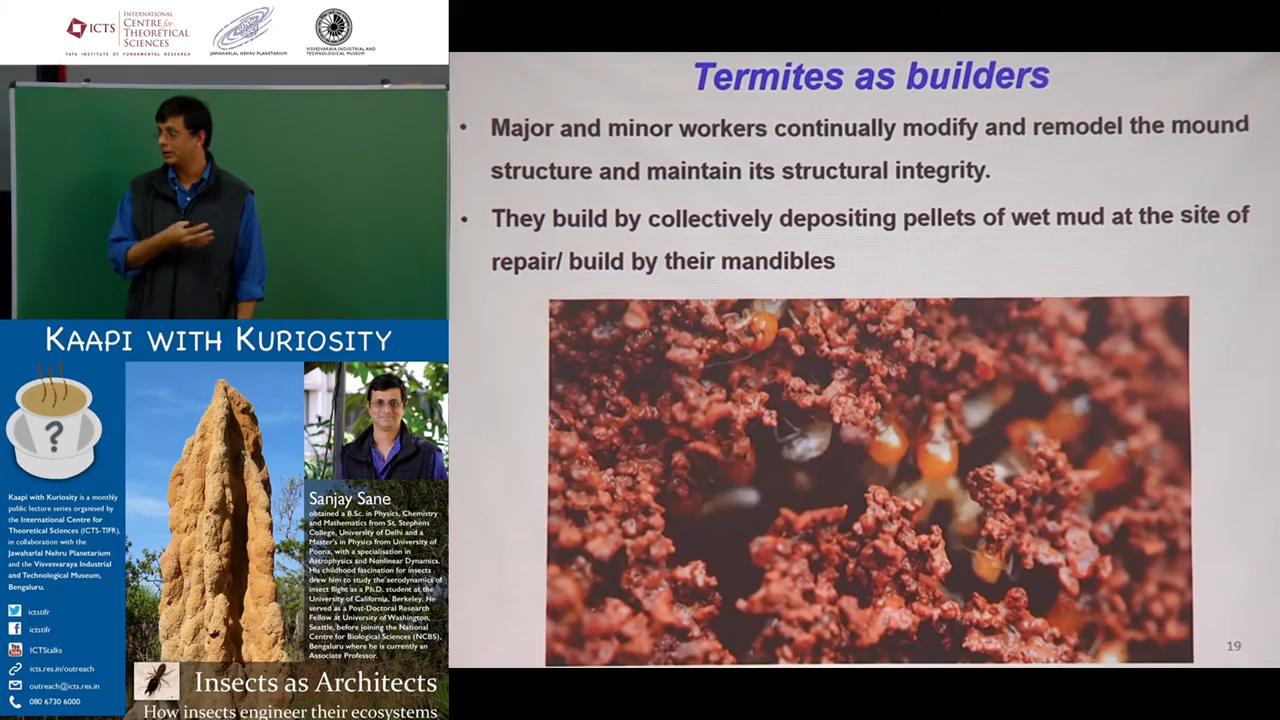 ICTS
INTERNATIONAL
CENTRE for
THEORETICAL
SCIENCES
TATA INSTITUTE OF FUNDAMENTAL RESEARCH
JAWAHARLAL NEHRU PLANETARIUM
VISVESVARAYA INDUSTRIAL AND
TECHNOLOGICAL MUSEUM
KAAPI WITH KURIOSITY
?
Kaapi with Kuriosity is a monthly
public lecture series organised by
the International Centre for
Theoretical Sciences (ICTS-TIFR),
in collaboration with the
Jawaharlal Nehru Planetarium
and the Visvesvaraya Industrial
and Technological Museum,
Bengaluru.
ictstifr
ictstifr
You
Tube
ICTStalks
icts.res.in/outreach
outreach@icts.res.in
080 6730 6000
Sanjay Sane
obtained a B.Sc. in Physics, Chemistry
and Mathematics from St. Stephens
College, University of Delhi and a
Master's in Physics from University of
Poona, with a specialisation in
Astrophysics and Nonlinear Dynamics.
His childhood fascination for insects
drew him to study the aerodynamics of
insect flight as a Ph.D. student at the
University of California, Berkeley. He
served as a Post-Doctoral Research
Fellow at University of Washington,
Seattle, before joining the National
Centre for Biological Sciences (NCBS),
Bengaluru where he is currently an
Associate Professor.
Insects as Architects
How insects engineer their ecosystems
Termites as builders
• Major and minor workers continually modify and remodel the mound
structure and maintain its structural integrity.
• They build by collectively depositing pellets of wet mud at the site of
repair/ build by their mandibles
19